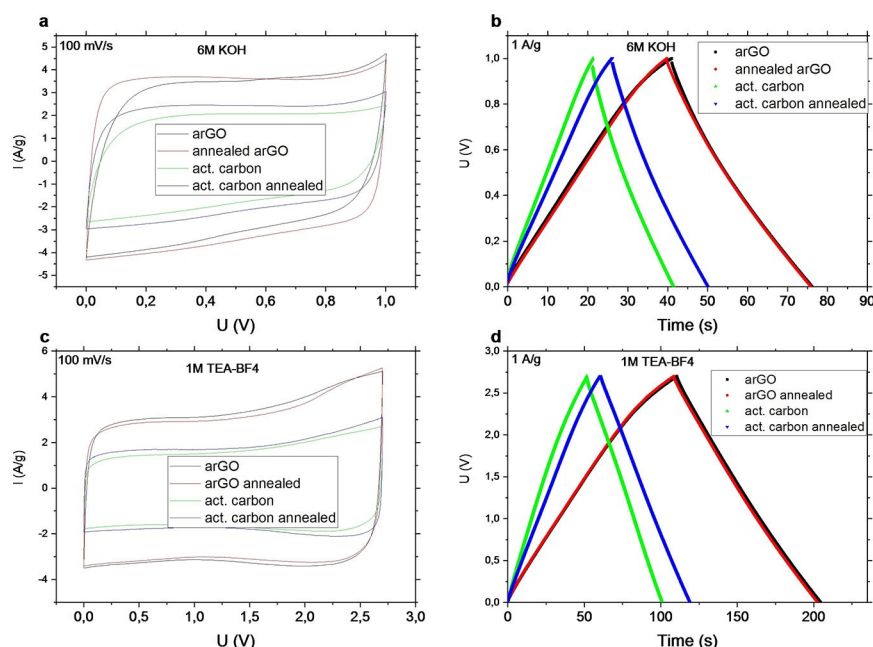 a
100 mV/s
6M KOH
5
4
3
2
1
0
-1
-2
-3
-4
-5
I (A/g)
arGO
annealed arGO
act. carbon
act. carbon annealed
0,0 0,2 0,4 0,6 0,8 1,0
U (V)
b
1 A/g
6M KOH
arGO
annealed arGO
act. carbon
act. carbon annealed
1,0
0,8
0,6
0,4
0,2
0,0
U (V)
0 10 20 30 40 50 60 70 80 90
Time (s)
c
100 mV/s
1M TEA-BF4
6
4
2
0
-2
-4
I (A/g)
arGO
arGO annealed
act. carbon
act. carbon annealed
0,0 0,5 1,0 1,5 2,0 2,5 3,0
U (V)
d
1 A/g
1M TEA-BF4
arGO
arGO annealed
act. carbon
act. carbon annealed
3,0
2,5
2,0
1,5
1,0
0,5
0,0
U (V)
0 50 100 150 200
Time (s)